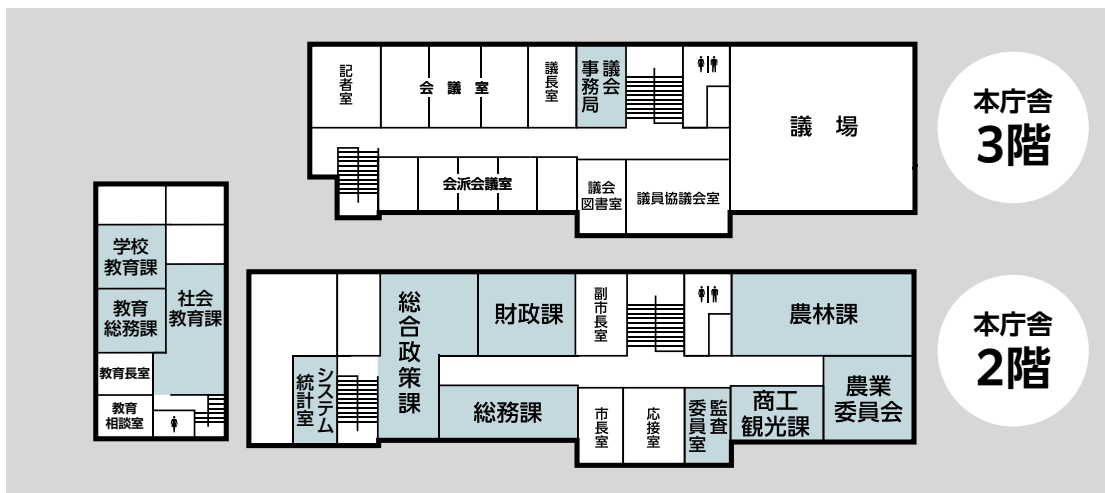 記者室
会議室
議長室
議会
事務局
議場
本庁舎
3階
会派会議室
議会
図書室
議員協議会室
学校
教育課
教育
総務課
社会
教育課
教育長室
教育
相談室
総合政策課
財政課
副市長室
農林課
本庁舎
2階
システム
統計室
総務課
市長室
応接室
監査
委員室
商工
観光課
農業
委員会